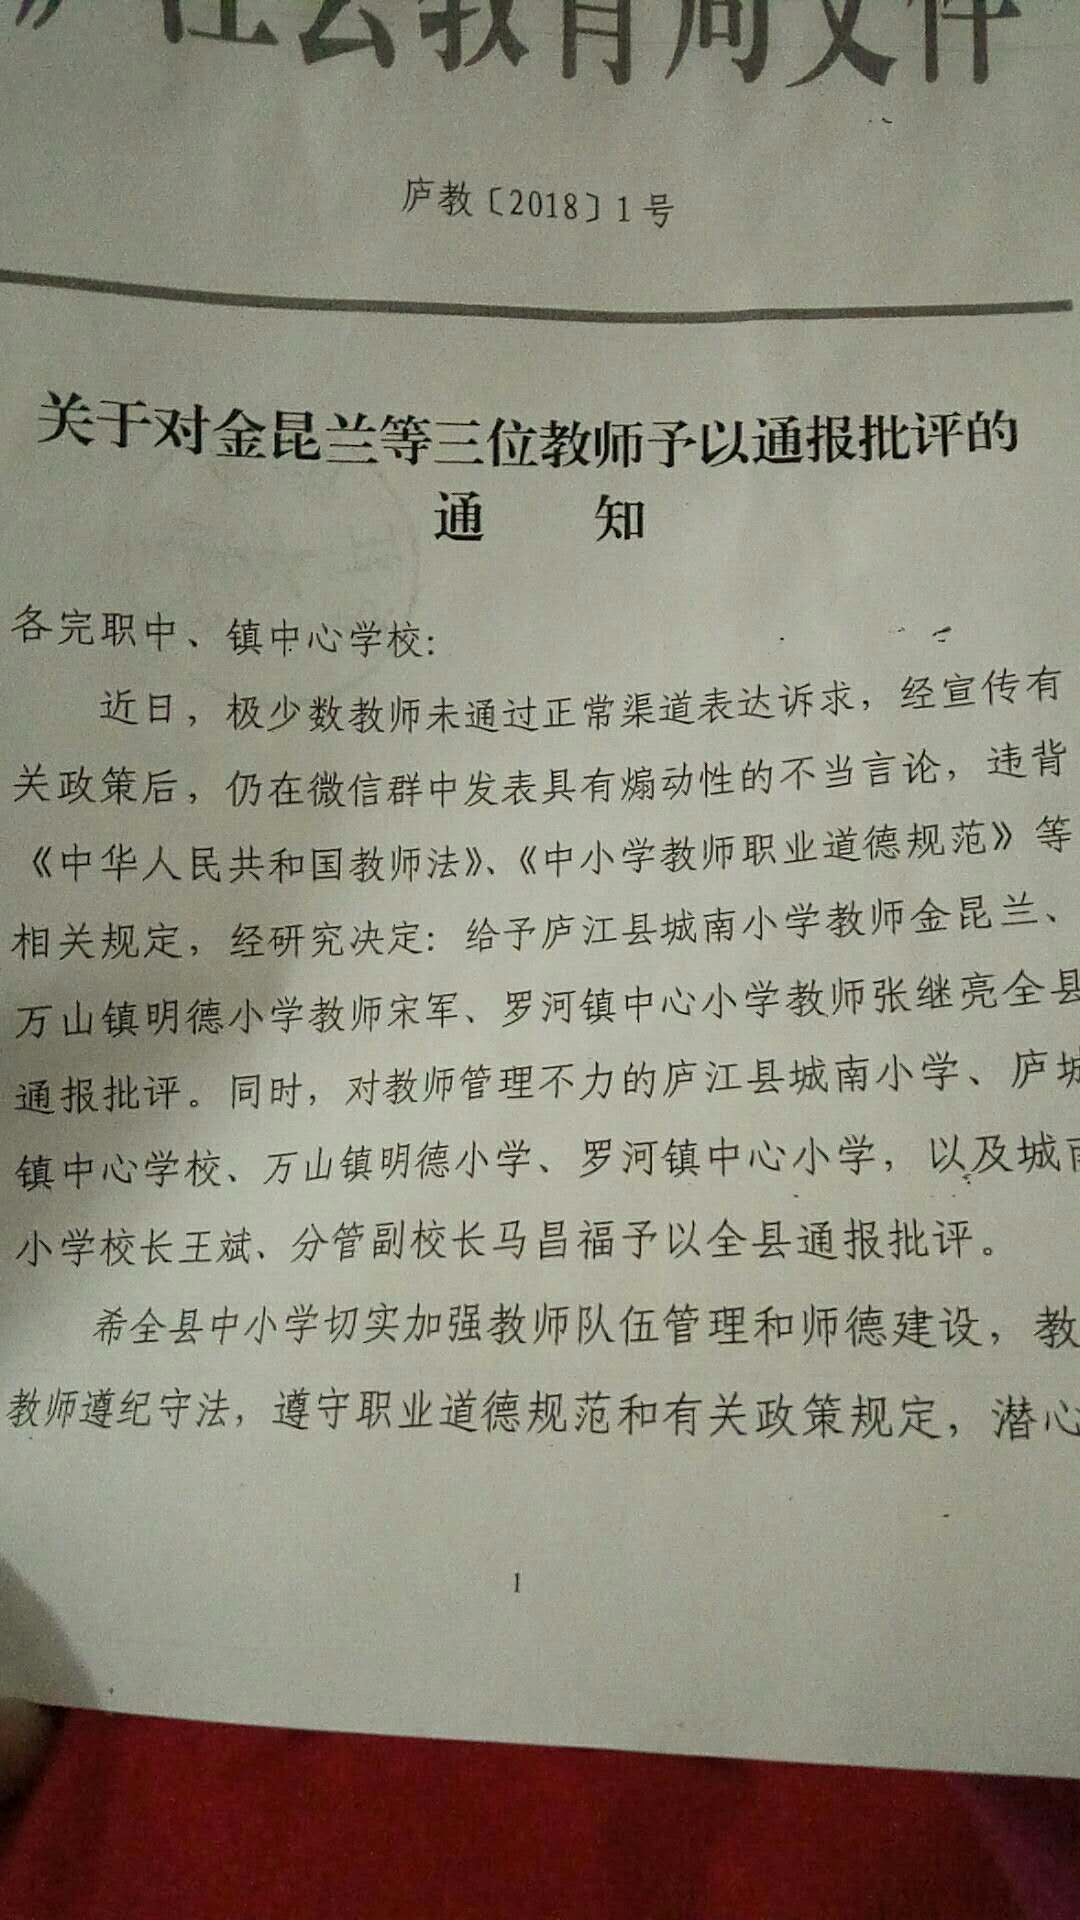 江县教育局文件
庐教〔2018〕1号
关于对金昆兰等三位教师予以通报批评的
通 知
各完职中、镇中心学校：
近日，极少数教师未通过正常渠道表达诉求，经宣传有
关政策后，仍在微信群中发表具有煽动性的不当言论，违背
《中华人民共和国教师法》、《中小学教师职业道德规范》等
相关规定，经研究决定：给予庐江县城南小学教师金昆兰、
万山镇明德小学教师宋军、罗河镇中心小学教师张继亮全县
通报批评。同时，对教师管理不力的庐江县城南小学、庐城
镇中心学校、万山镇明德小学、罗河镇中心小学，以及城南
小学校长王斌、分管副校长马昌福予以全县通报批评。
希全县中小学切实加强教师队伍管理和师德建设，教
教师遵纪守法，遵守职业道德规范和有关政策规定，潜心
1